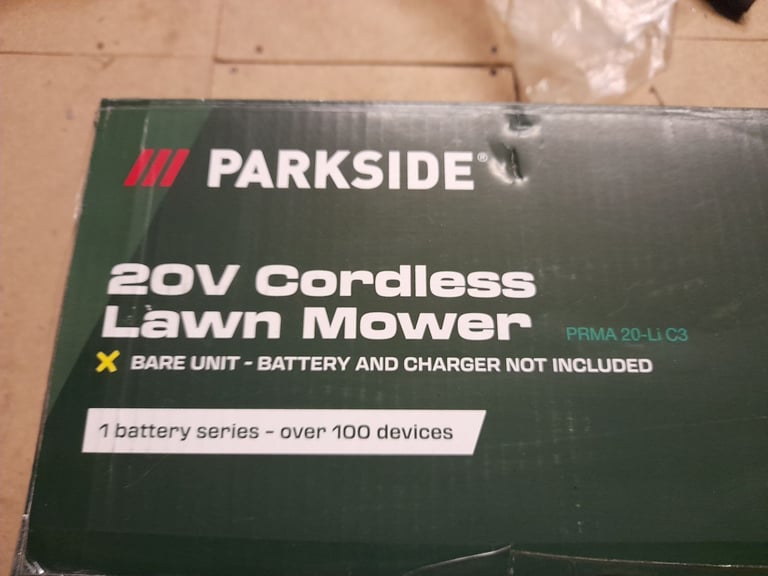 PARKSIDE®
20V Cordless
Lawn Mower PRMA 20-Li C3
X BARE UNIT - BATTERY AND CHARGER NOT INCLUDED
1 battery series - over 100 devices